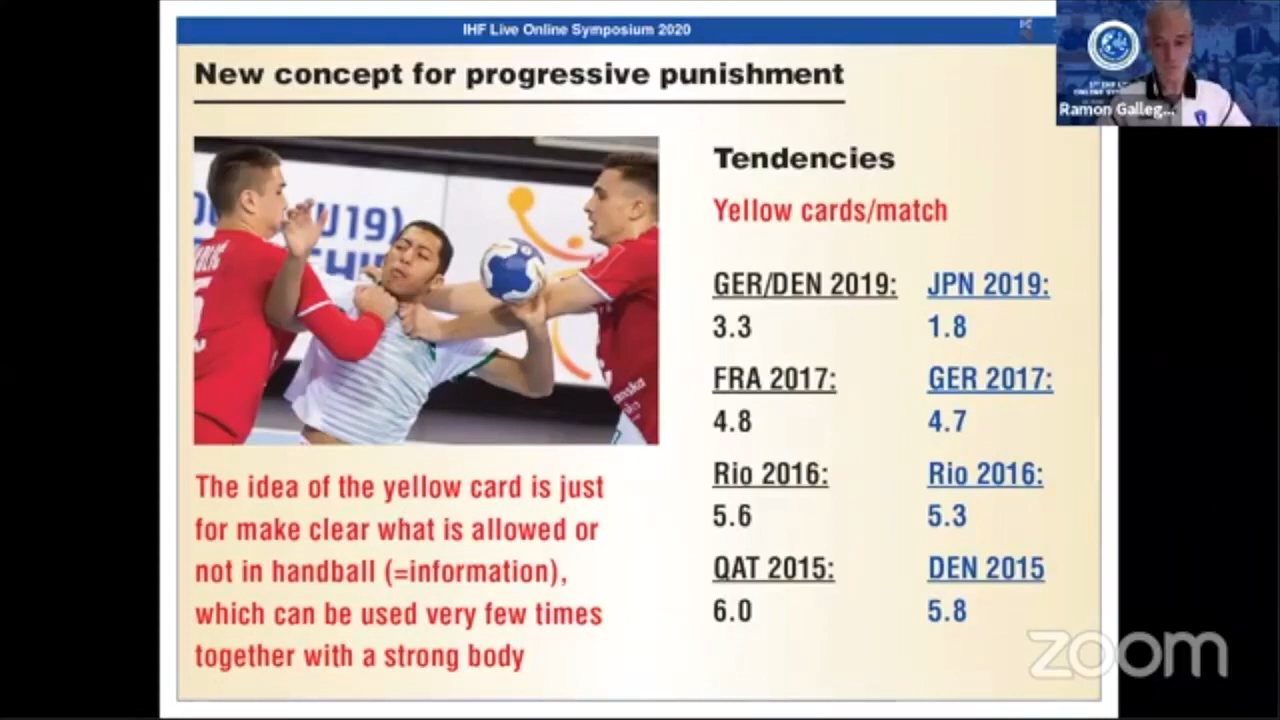 IHF Live Online Symposium 2020
New concept for progressive punishment
Ramon Galleg...
U19)
Tendencies
Yellow cards/match
GER/DEN 2019:
3.3
JPN 2019:
1.8
FRA 2017:
4.8
GER 2017:
4.7
Rio 2016:
5.6
Rio 2016:
5.3
QAT 2015:
6.0
DEN 2015
5.8
The idea of the yellow card is just
for make clear what is allowed or
not in handball (=information),
which can be used very few times
together with a strong body
zoom